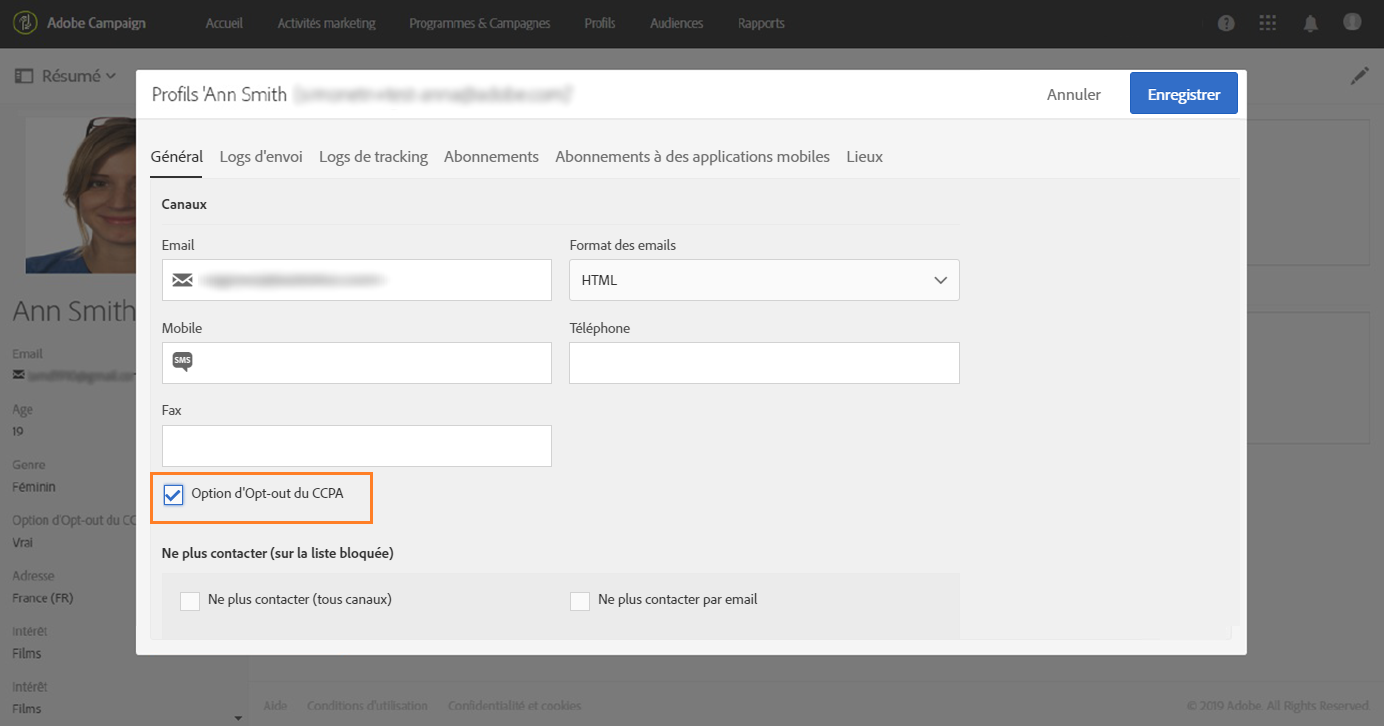 Adobe Campaign Accueil Activités marketing Programmes & Campagnes Profils Audiences Rapports
Résumé
Profils 'Ann Smith
Annuler Enregistrer
Général Logs d'envoi Logs de tracking Abonnements Abonnements à des applications mobiles Lieux
Canaux
Email Format des emails
HTML
Mobile Téléphone
SMS
Fax
Option d'Opt-out du CCPA
Ne plus contacter (sur la liste bloquée)
Ne plus contacter (tous canaux) Ne plus contacter par email
Ann Smith
Email
Age
19
Genre
Féminin
Option d'Opt-out du CC
Vrai
Adresse
France (FR)
Intérêt
Films
Intérêt
Films
Aide Conditions d'utilisation Confidentialité et cookies © 2019 Adobe. All Rights Reserved.